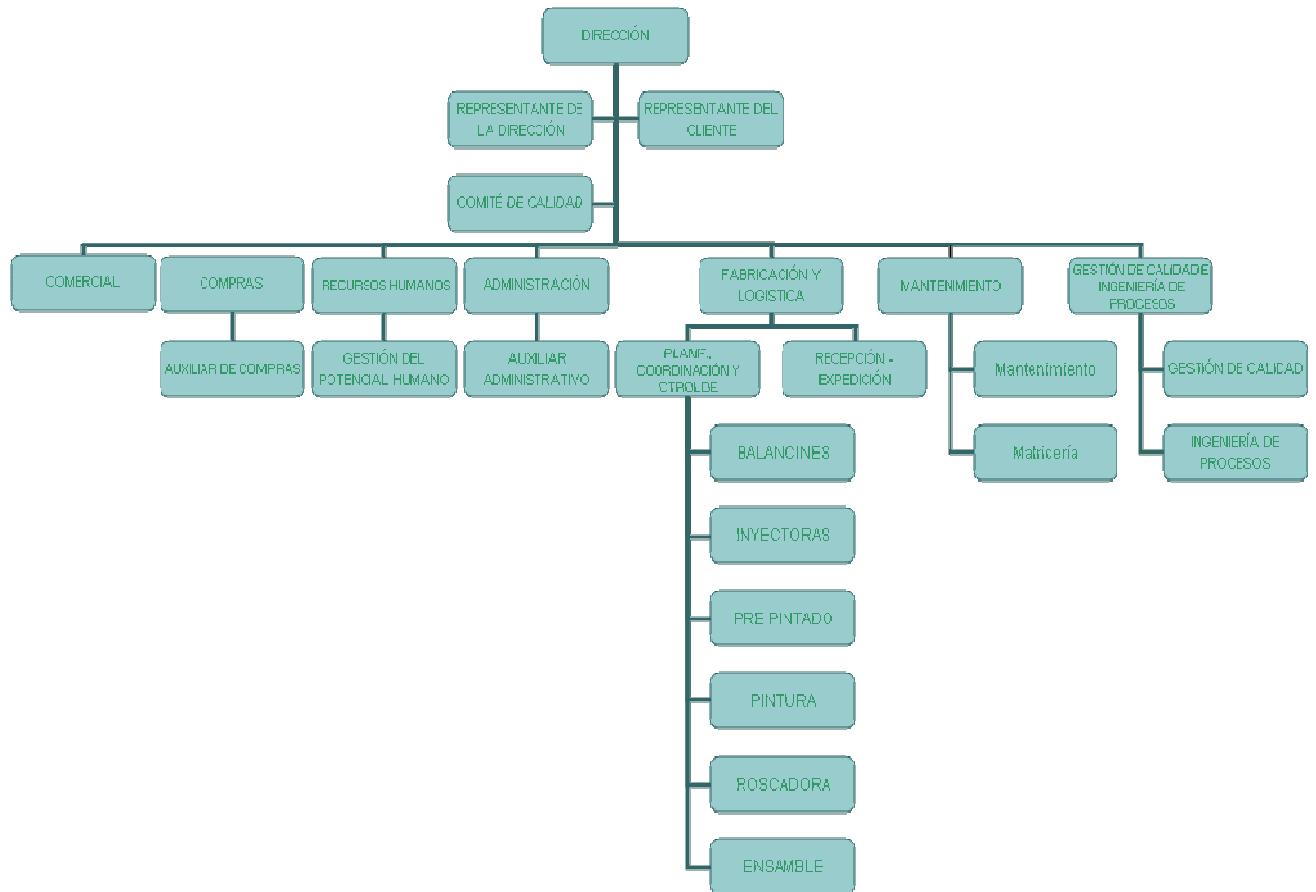 DIRECCIÓN
REPRESENTANTE DE
LA DIRECCIÓN
REPRESENTANTE DEL
CLIENTE
COMITÉ DE CALIDAD
COMERCIAL
COMPRAS
RECURSOS HUMANOS
ADMINISTRACIÓN
FABRICACIÓN Y
LOGISTICA
MANTENIMIENTO
GESTIÓN DE CALIDAD E
INGENIERÍA DE
PROCESOS
AUXILIAR DE COMPRAS
GESTIÓN DEL
POTENCIAL HUMANO
AUXILIAR
ADMINISTRATIVO
PLANIF.,
COORDINACIÓN Y
CTROL DE
RECEPCIÓN -
EXPEDICIÓN
Mantenimiento
GESTIÓN DE CALIDAD
BALANCINES
Matricería
INGENIERÍA DE
PROCESOS
INYECTORAS
PRE PINTADO
PINTURA
ROSCADORA
ENSAMBLE